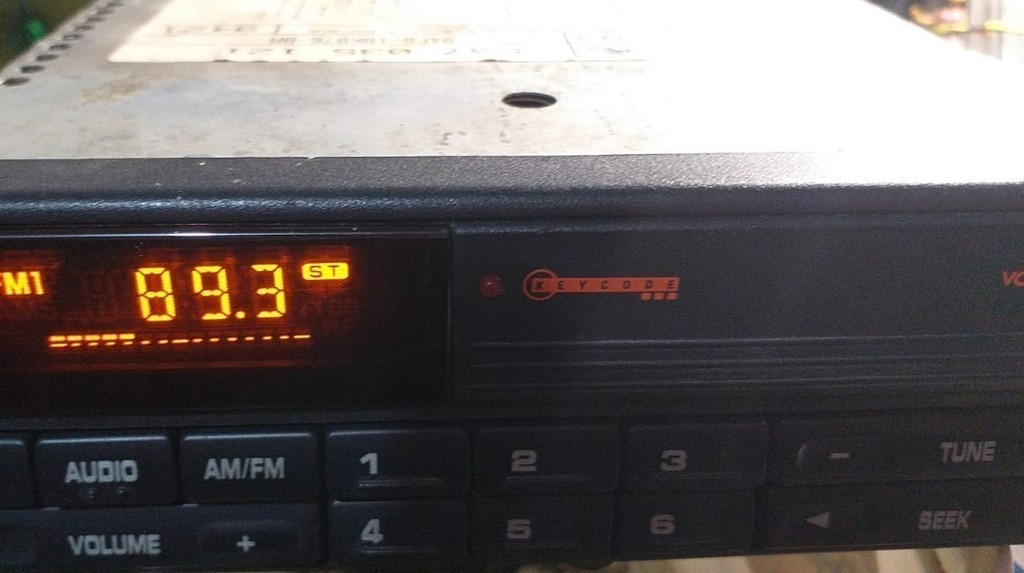 FM1 89.3 ST
KEYCODE
AUDIO AM/FM 1 2 3 - TUNE
VOLUME + 4 5 6 ◄ SEEK